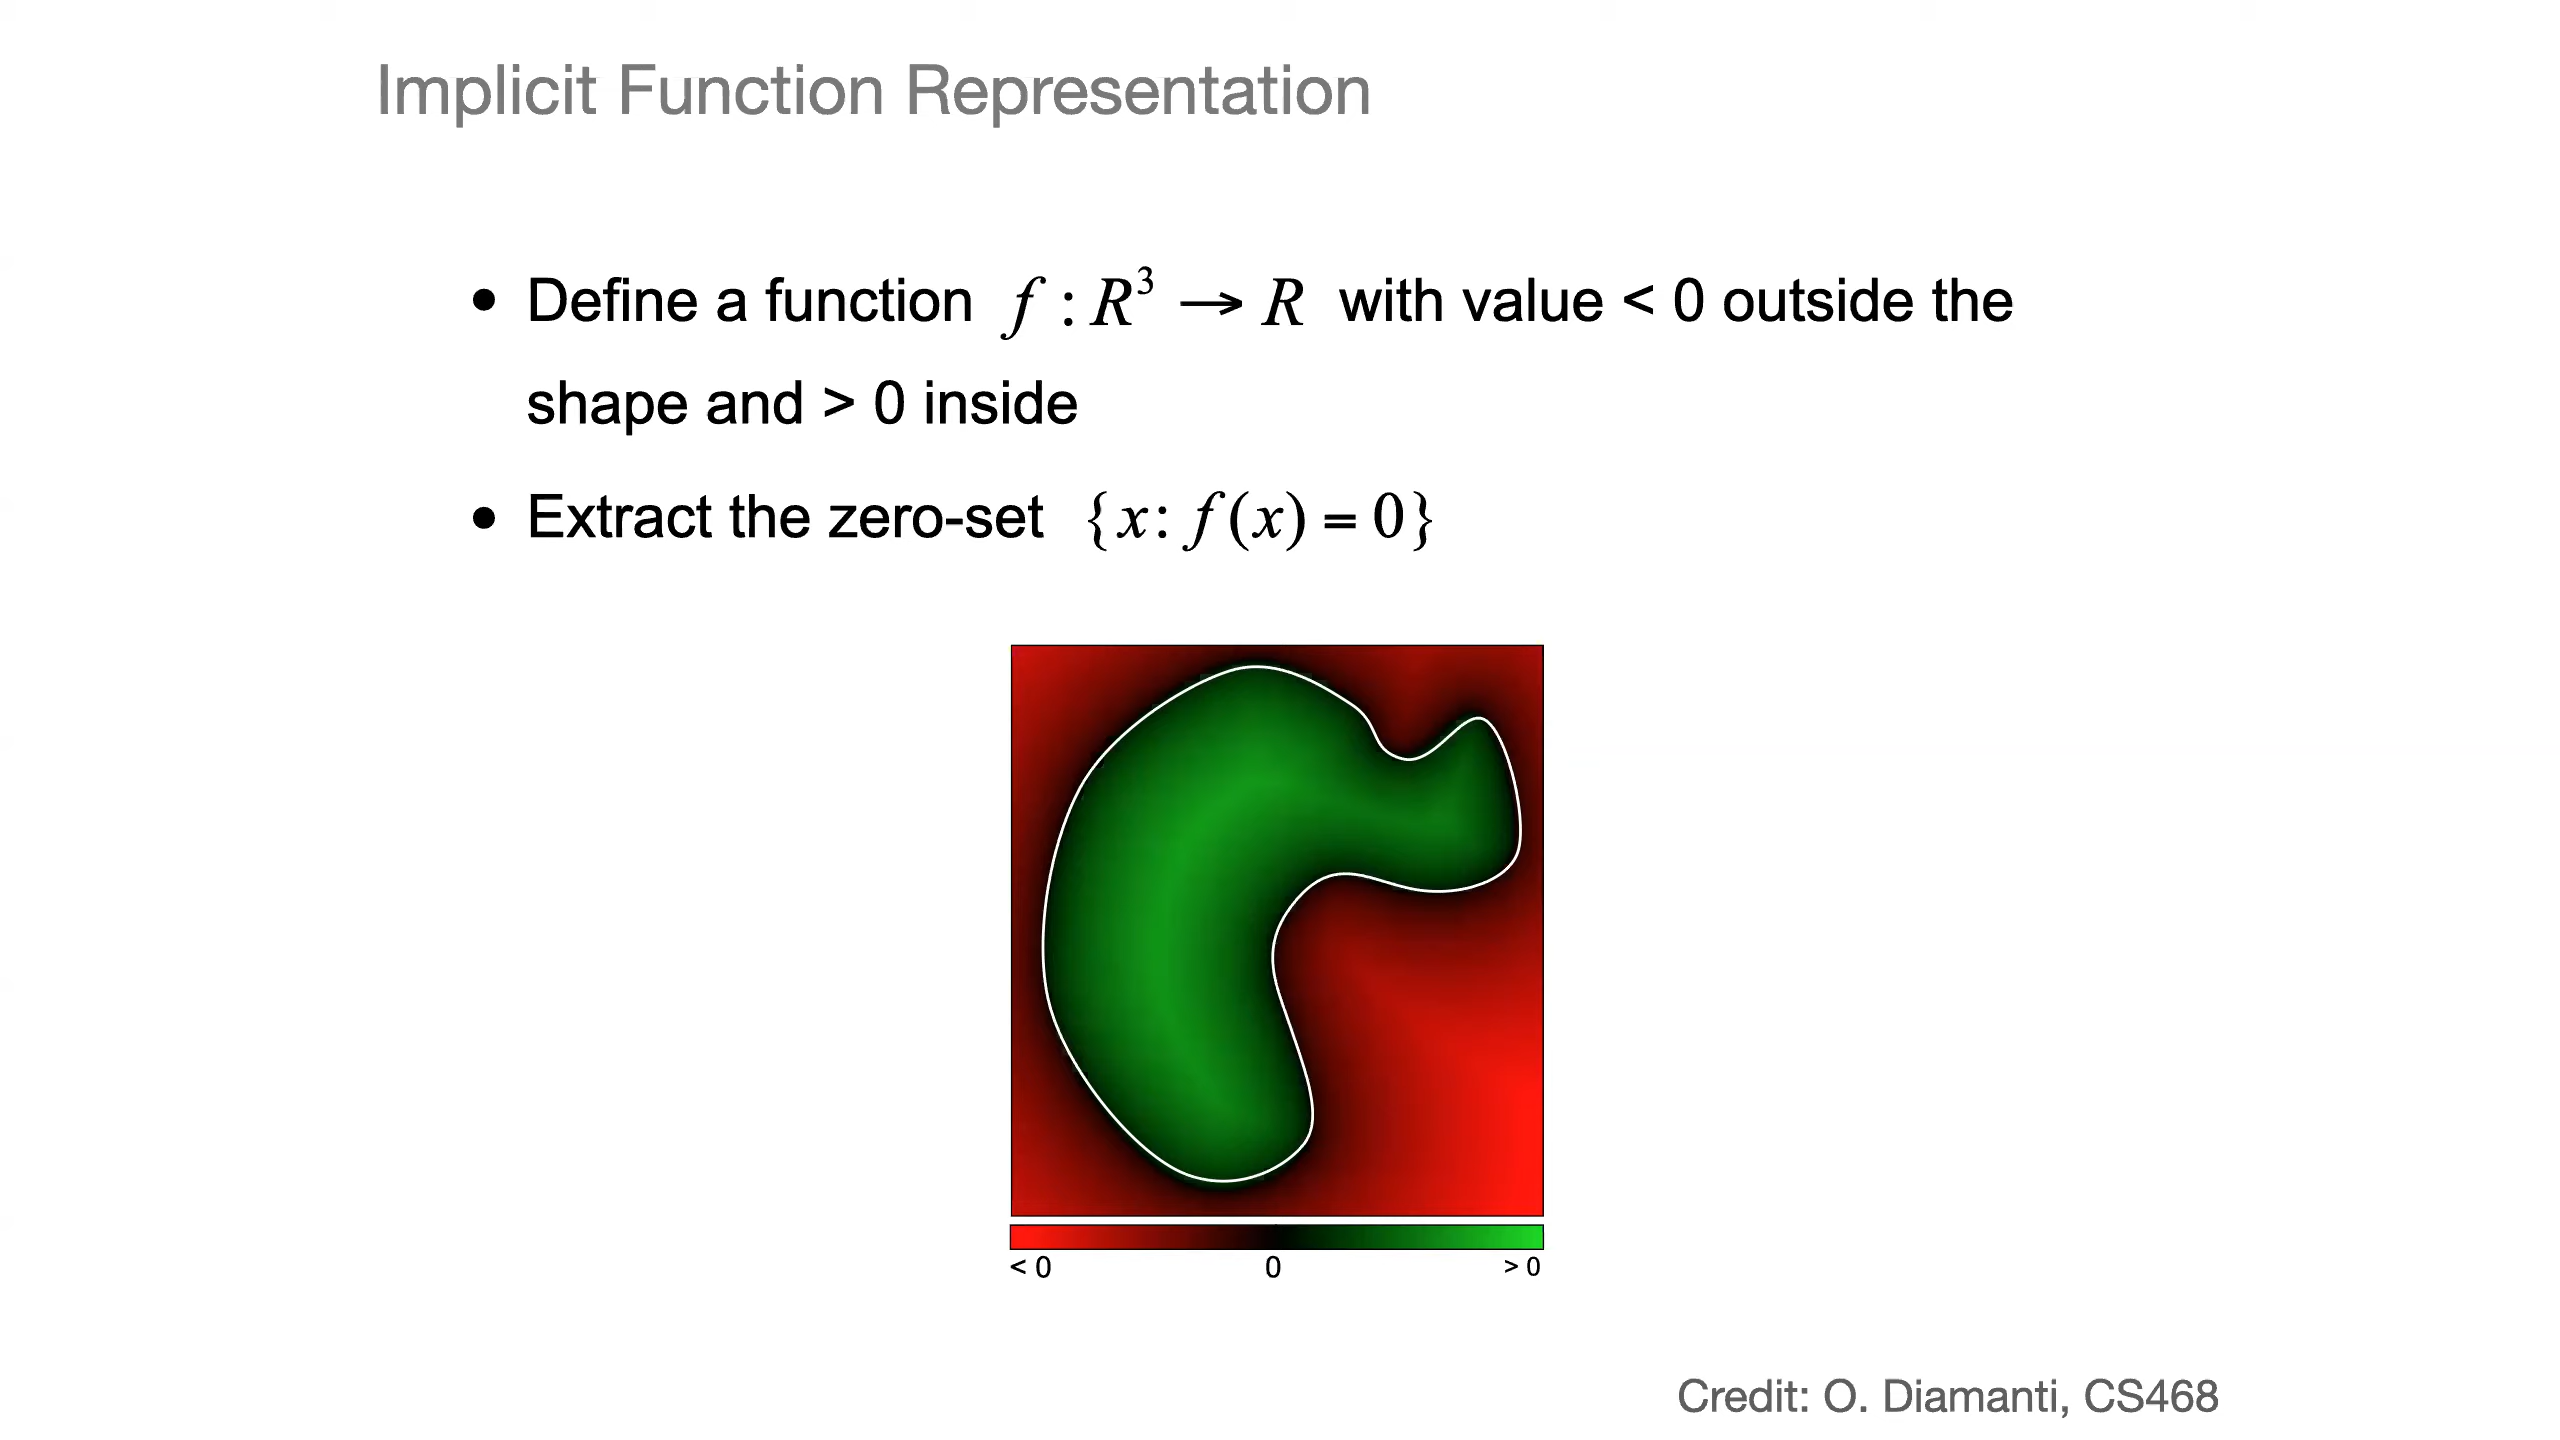 Implicit Function Representation
• Define a function f : R³ → R with value < 0 outside the
shape and > 0 inside
• Extract the zero-set {x: f(x) = 0}
< 0 0 > 0
Credit: O. Diamanti, CS468